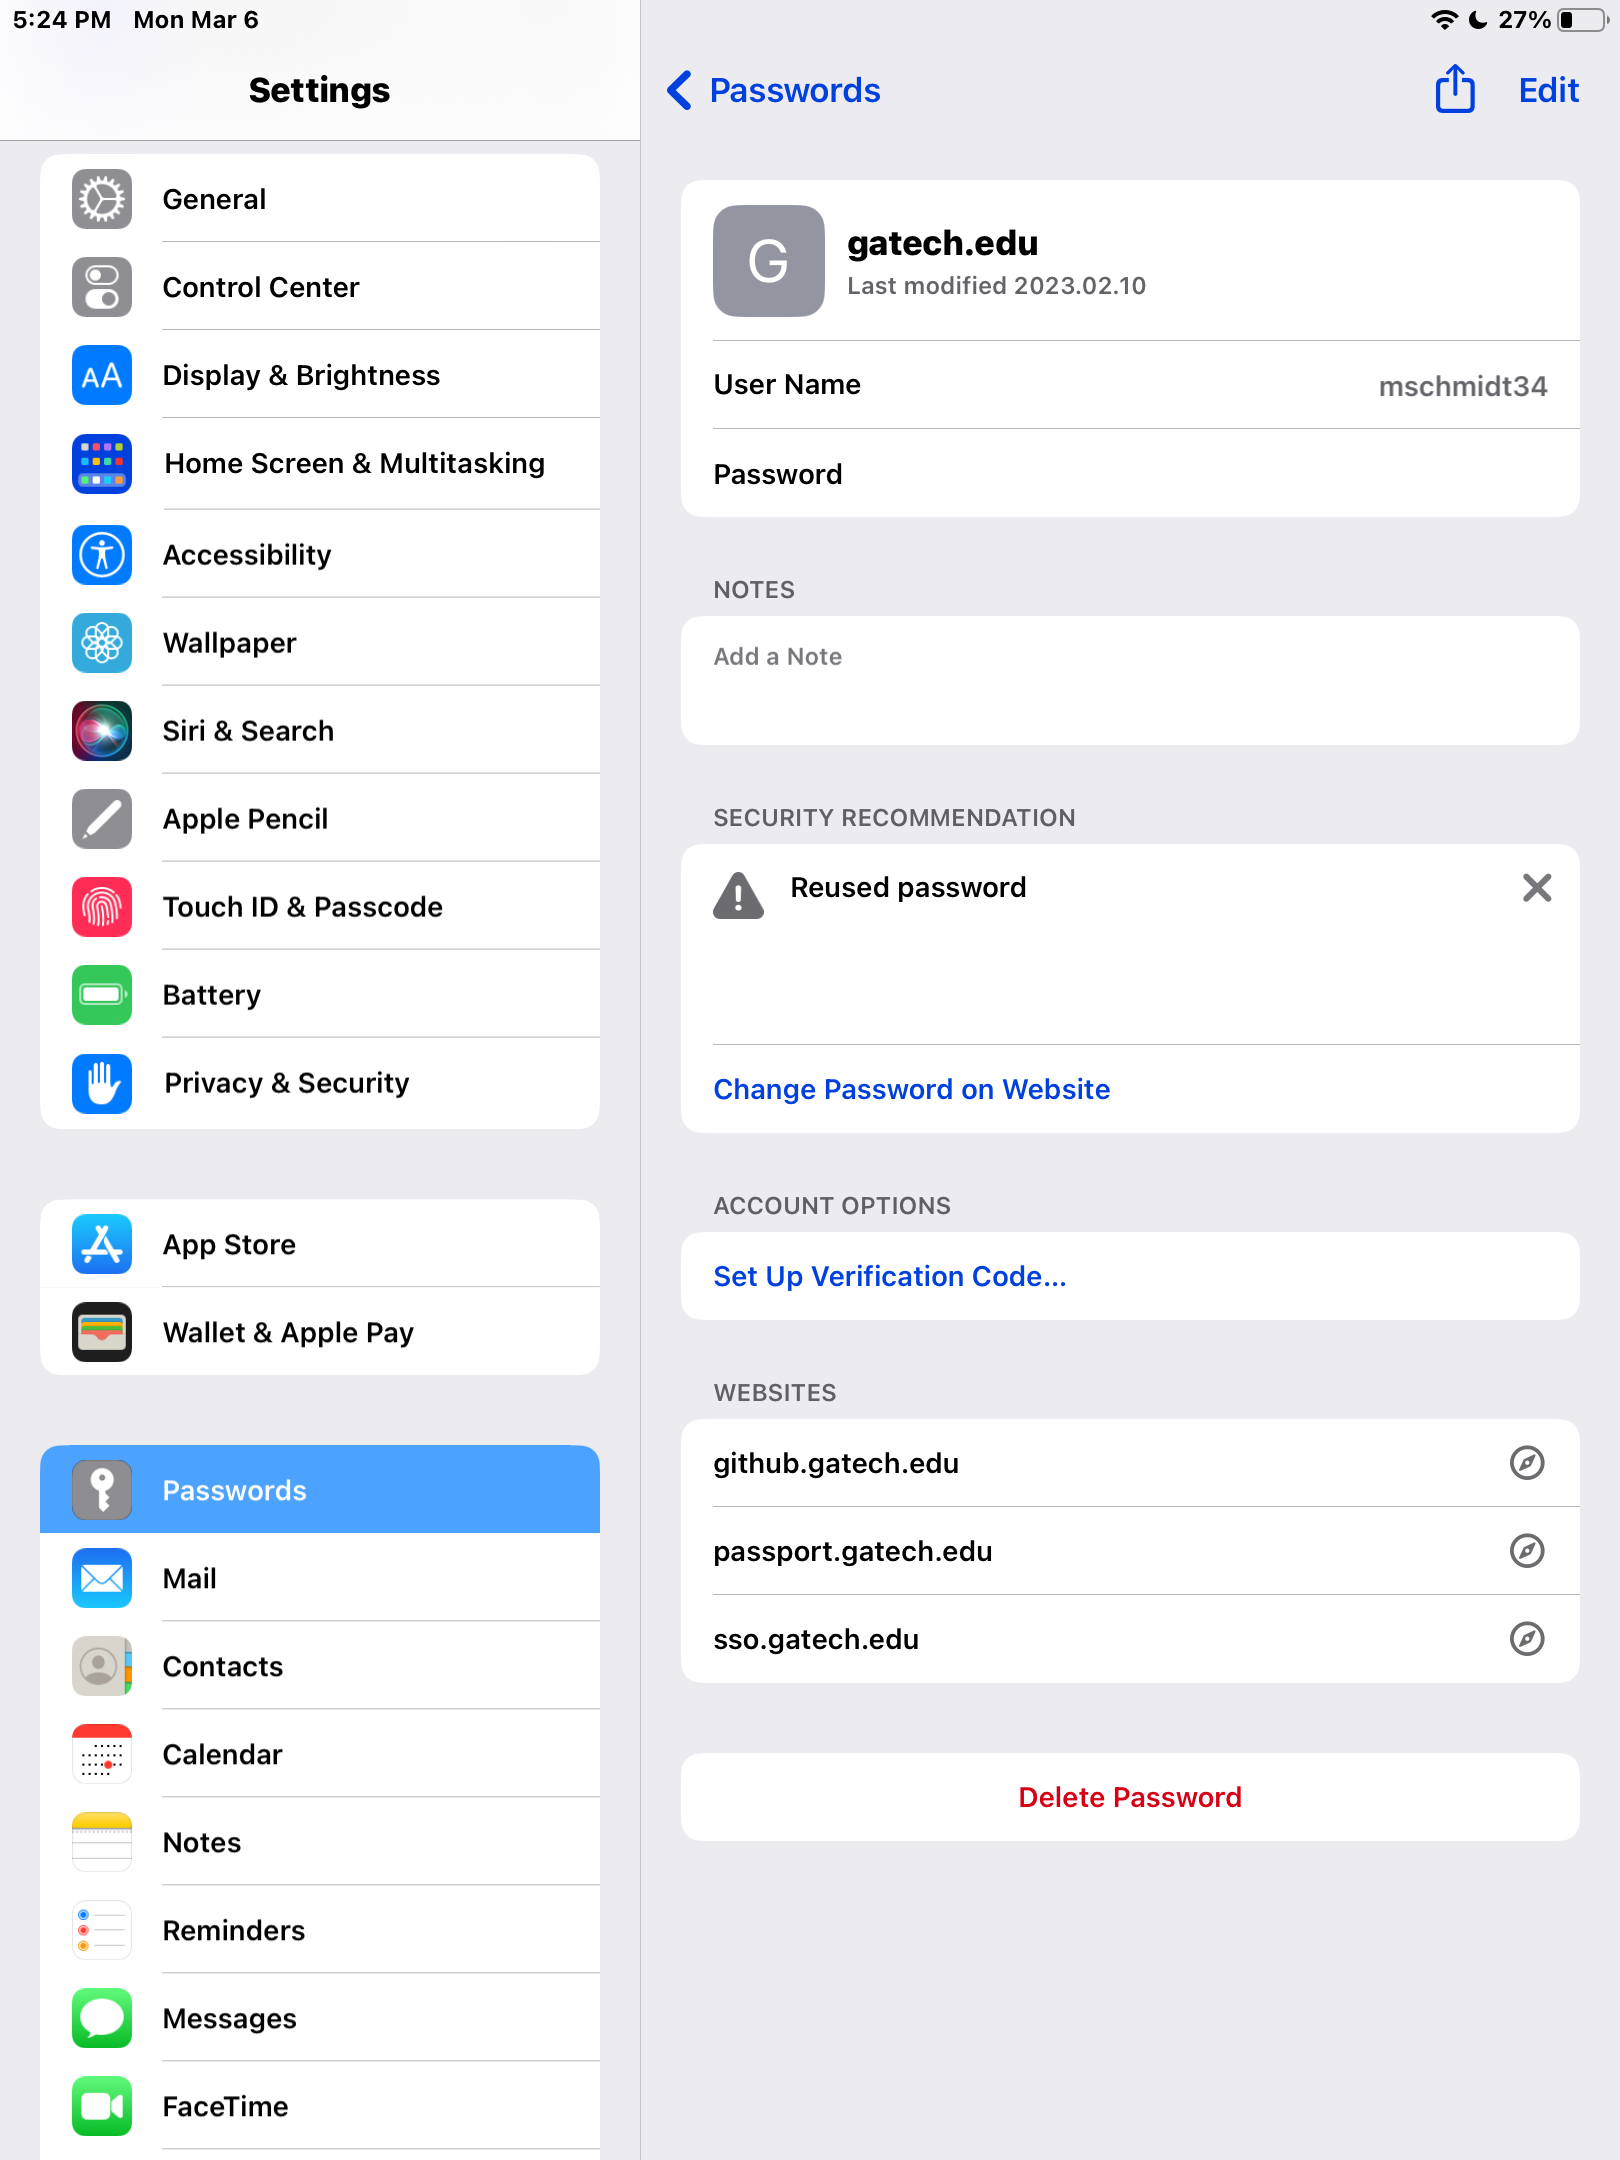 5:24 PM Mon Mar 6
27%
Settings
General
Control Center
AA
Display & Brightness
Home Screen & Multitasking
Accessibility
Wallpaper
Siri & Search
Apple Pencil
Touch ID & Passcode
Battery
Privacy & Security
App Store
Wallet & Apple Pay
Passwords
Mail
Contacts
Calendar
Notes
Reminders
Messages
FaceTime
Passwords
Edit
G
gatech.edu
Last modified 2023.02.10
User Name mschmidt34
Password
NOTES
Add a Note
SECURITY RECOMMENDATION
Reused password
Change Password on Website
ACCOUNT OPTIONS
Set Up Verification Code...
WEBSITES
github.gatech.edu
passport.gatech.edu
sso.gatech.edu
Delete Password